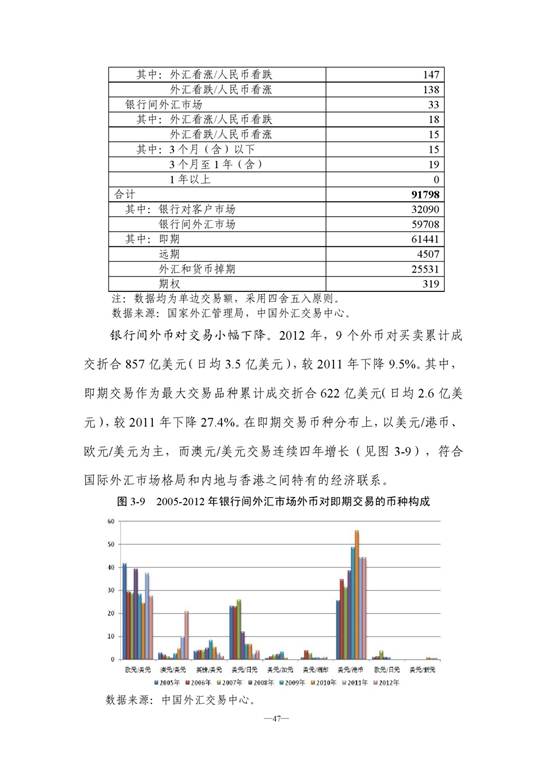 其中：外汇看涨/人民币看跌 147
外汇看跌/人民币看涨 138
银行间外汇市场 33
其中：外汇看涨/人民币看跌 18
外汇看跌/人民币看涨 15
其中：3 个月（含）以下 15
3 个月至 1 年（含） 19
1 年以上 0
合计 91798
其中：银行对客户市场 32090
银行间外汇市场 59708
其中：即期 61441
远期 4507
外汇和货币掉期 25531
期权 319
注：数据均为单边交易额，采用四舍五入原则。
数据来源：国家外汇管理局，中国外汇交易中心。
银行间外币对交易小幅下降。2012 年，9 个外币对买卖累计成
交折合 857 亿美元（日均 3.5 亿美元），较 2011 年下降 9.5%。其中，
即期交易作为最大交易品种累计成交折合 622 亿美元（日均 2.6 亿美
元），较 2011 年下降 27.4%。在即期交易币种分布上，以美元/港币、
欧元/美元为主，而澳元/美元交易连续四年增长（见图 3-9），符合
国际外汇市场格局和内地与香港之间特有的经济联系。
图 3-9 2005-2012 年银行间外汇市场外币对即期交易的币种构成
60
50
40
30
20
10
0
欧元/美元 澳元/美元 英镑/美元 美元/日元 美元/加元 美元/瑞郎 美元/港币 欧元/日元 美元/新元
2005年 2006年 2007年 2008年 2009年 2010年 2011年 2012年
数据来源：中国外汇交易中心。
—47—